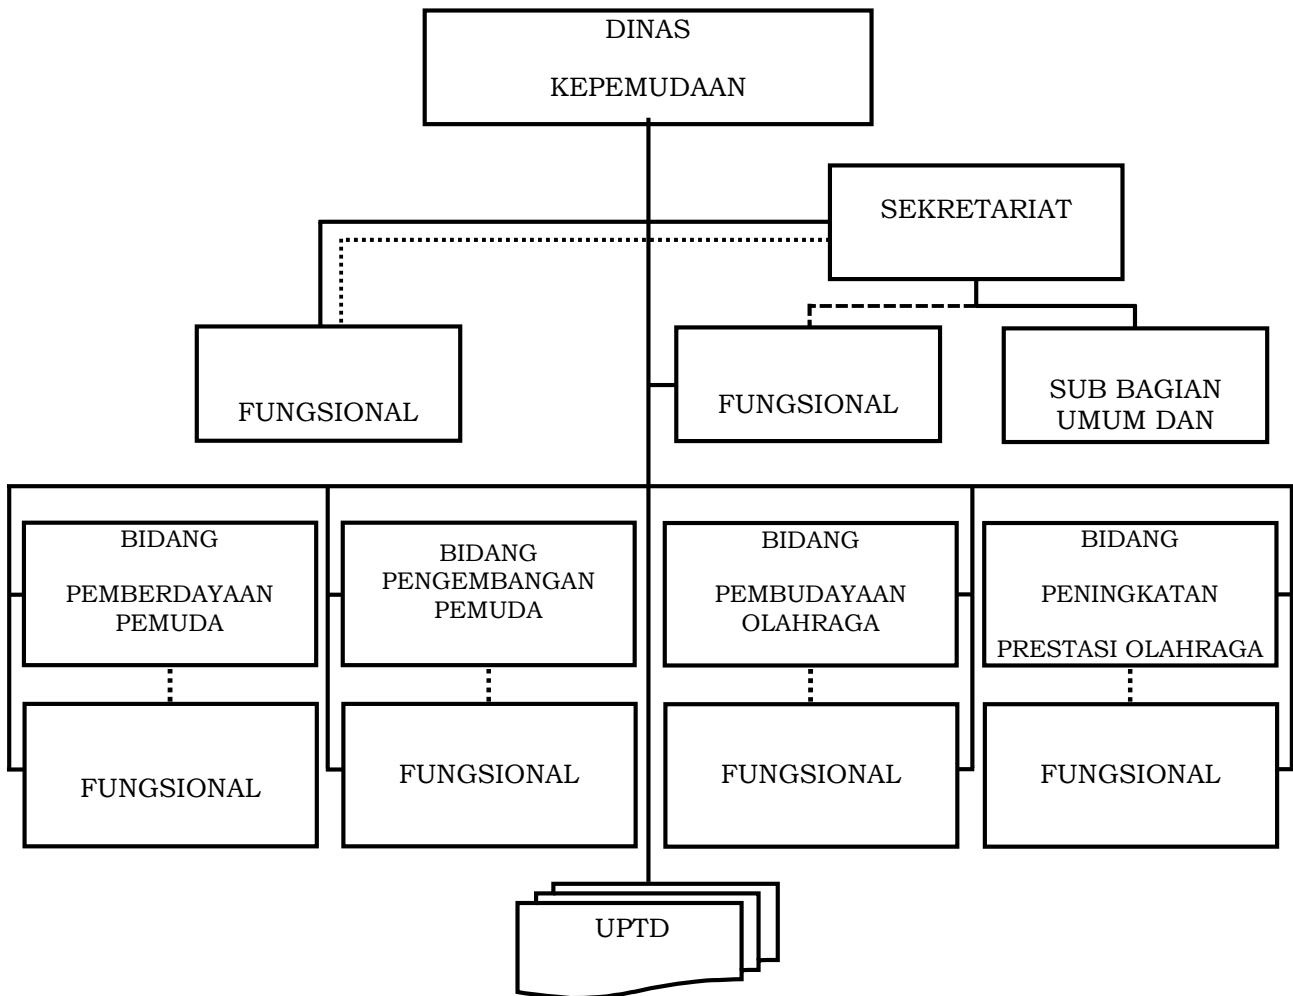 DINAS
KEPEMUDAAN
SEKRETARIAT
FUNGSIONAL
FUNGSIONAL
SUB BAGIAN
UMUM DAN
BIDANG
PEMBERDAYAAN
PEMUDA
BIDANG
PENGEMBANGAN
PEMUDA
BIDANG
PEMBUDAYAAN
OLAHRAGA
BIDANG
PENINGKATAN
PRESTASI OLAHRAGA
FUNGSIONAL
FUNGSIONAL
FUNGSIONAL
FUNGSIONAL
UPTD